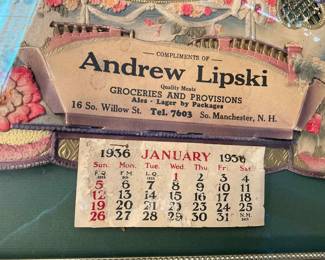 COMPLIMENTS OF
Andrew Lipski
Quality Meats
GROCERIES AND PROVISIONS
Ales - Lager by Packages
16 So. Willow St. Tel. 7603 So. Manchester, N. H.
1936 JANUARY 1936
Sun. Mon. Tue. Wed. Thu. Fri. Sat.
1 2 3 4
5 6 7 8 9 10 11
12 13 14 15 16 17 18
19 20 21 22 23 24 25
26 27 28 29 30 31